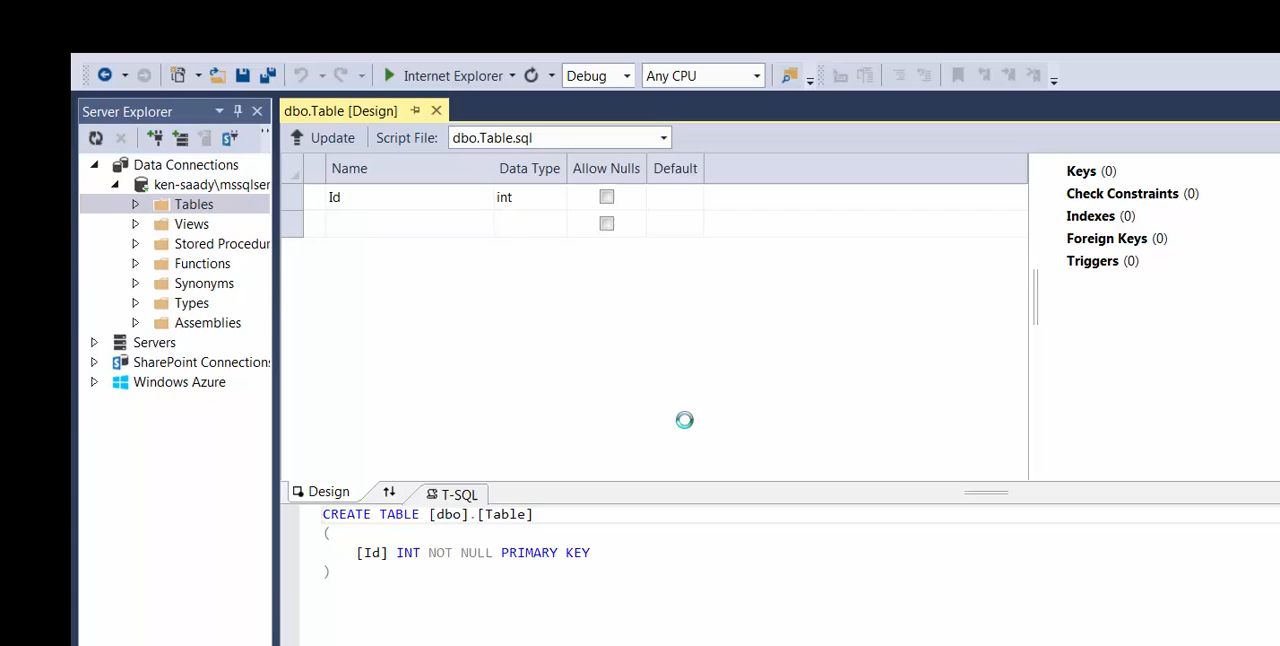 Internet Explorer Debug Any CPU
Server Explorer
dbo.Table [Design]
Update Script File: dbo.Table.sql
Data Connections
ken-saady\mssqlser
Tables
Views
Stored Procedur
Functions
Synonyms
Types
Assemblies
Servers
SharePoint Connections
Windows Azure
Name Data Type Allow Nulls Default
Id int
Keys (0)
Check Constraints (0)
Indexes (0)
Foreign Keys (0)
Triggers (0)
Design T-SQL
CREATE TABLE [dbo].[Table]
(
[Id] INT NOT NULL PRIMARY KEY
)